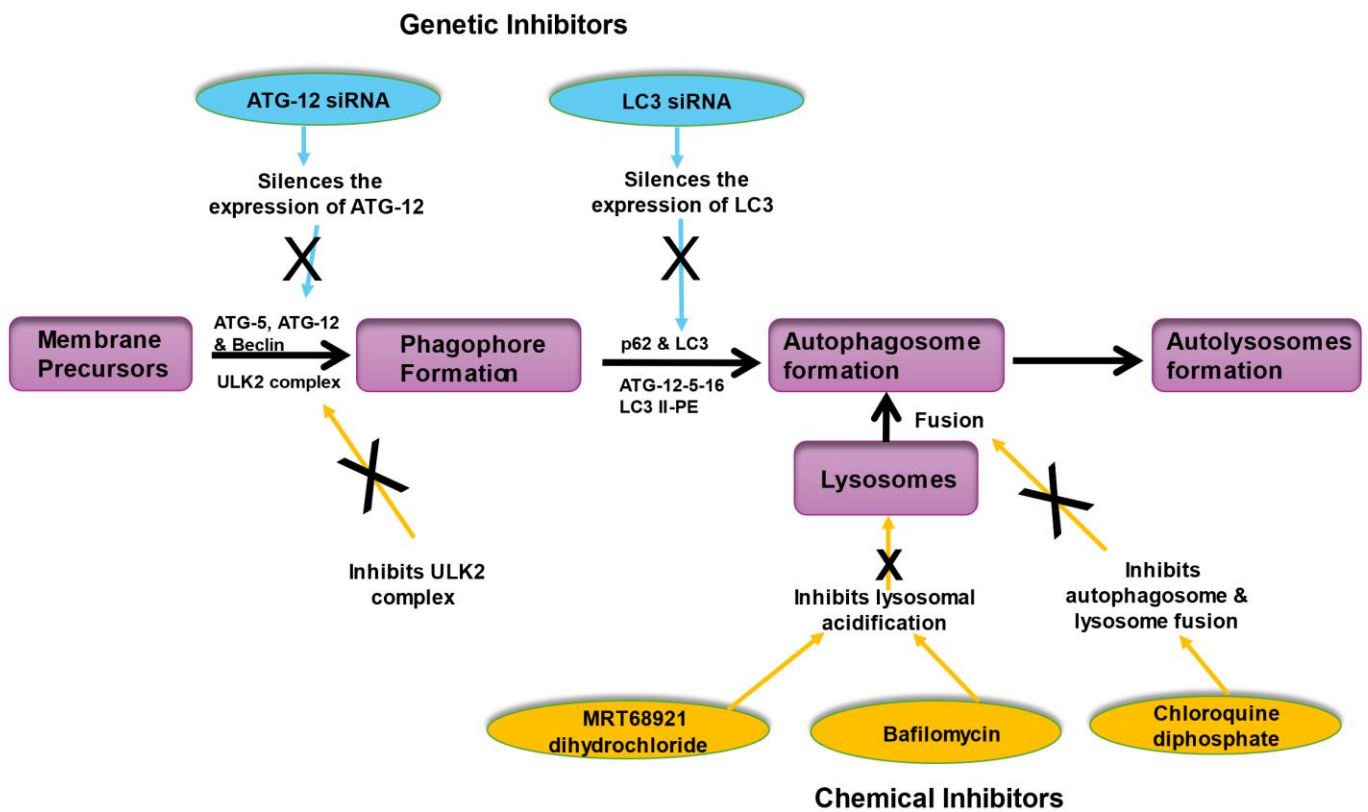 Genetic Inhibitors
ATG-12 siRNA
LC3 siRNA
Silences the
expression of ATG-12
Silences the
expression of LC3
Membrane
Precursors
ATG-5, ATG-12
& Beclin
ULK2 complex
Phagophore
Formation
p62 & LC3
ATG-12-5-16
LC3 II-PE
Autophagosome
formation
Autolysosomes
formation
Fusion
Lysosomes
Inhibits ULK2
complex
Inhibits lysosomal
acidification
Inhibits
autophagosome &
lysosome fusion
MRT68921
dihydrochloride
Bafilomycin
Chloroquine
diphosphate
Chemical Inhibitors